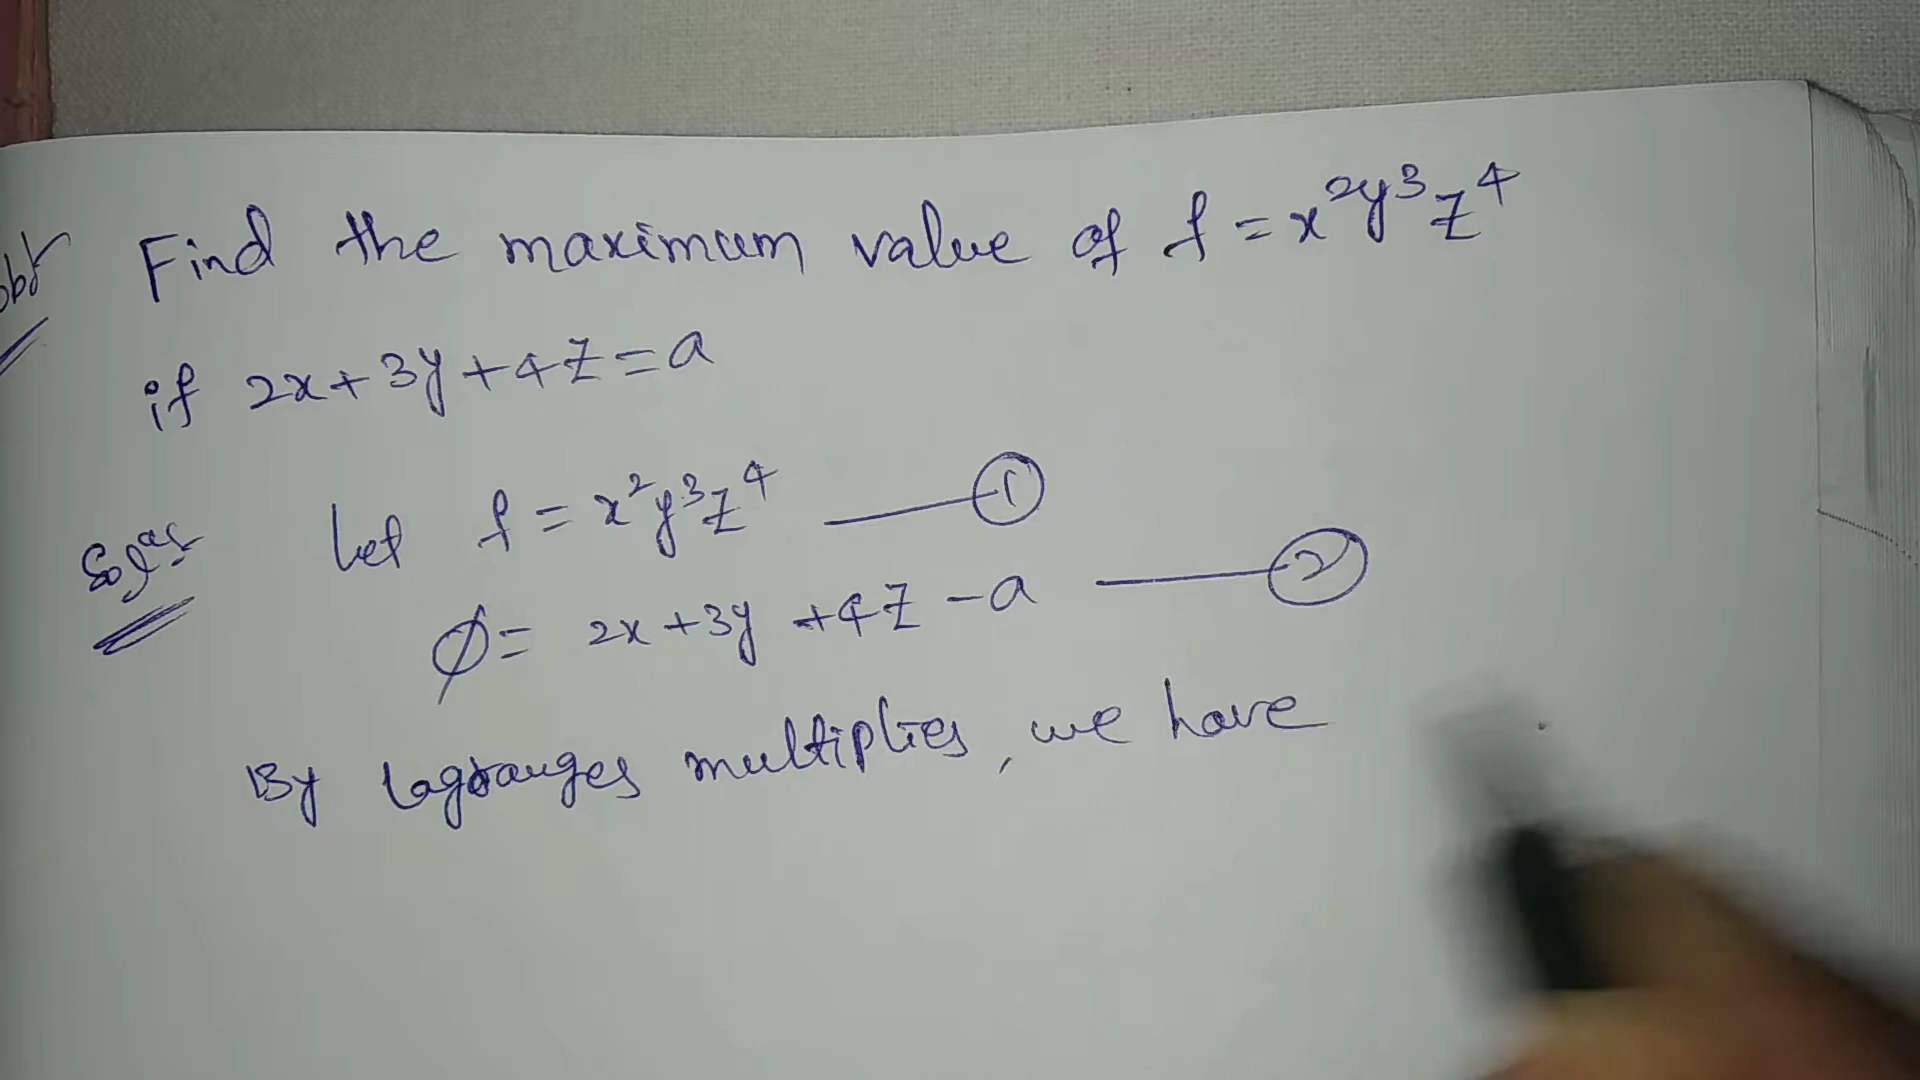 Find the maximum value of f = x²y³z⁴
if 2x+3y+4z=a
Let f = x²y³z⁴ — ①
Ø = 2x+3y+4z-a — ②
By Lagranges multiplies, we have